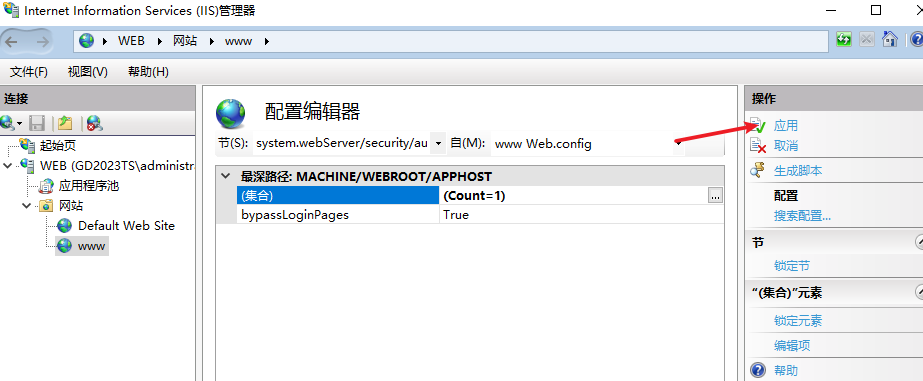 Internet Information Services (IIS)管理器
WEB 网站 www
文件(F) 视图(V) 帮助(H)
连接
起始页
WEB (GD2023TS\administr
应用程序池
网站
Default Web Site
www
配置编辑器
节(S): system.webServer/security/au 自(M): www Web.config
最深路径: MACHINE/WEBROOT/APPHOST
(集合) (Count=1) ...
bypassLoginPages True
操作
应用
取消
生成脚本
配置
搜索配置...
节
锁定节
“(集合)”元素
锁定元素
编辑项
帮助